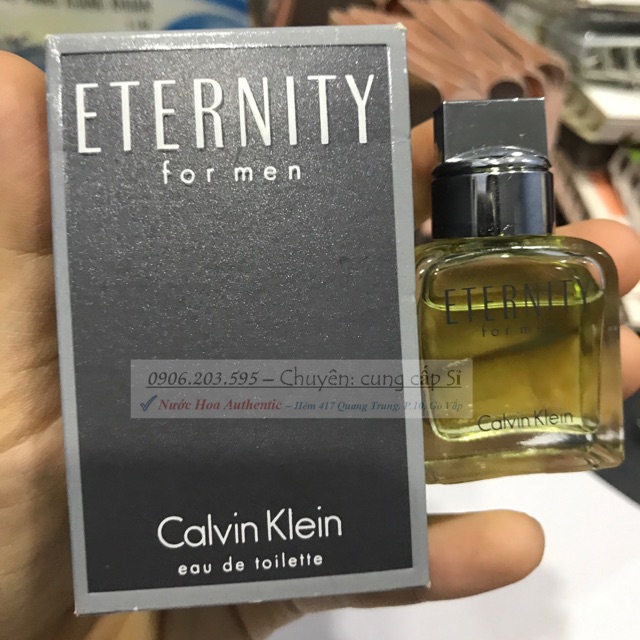 ETERNITY
for men
Calvin Klein
eau de toilette
ETERNITY
for men
Calvin Klein
0906.203.595 – Chuyên: cung cấp Sỉ
✔ Nước Hoa Authentic – Hẻm 417 Quang Trung, P.10, Go Vấp